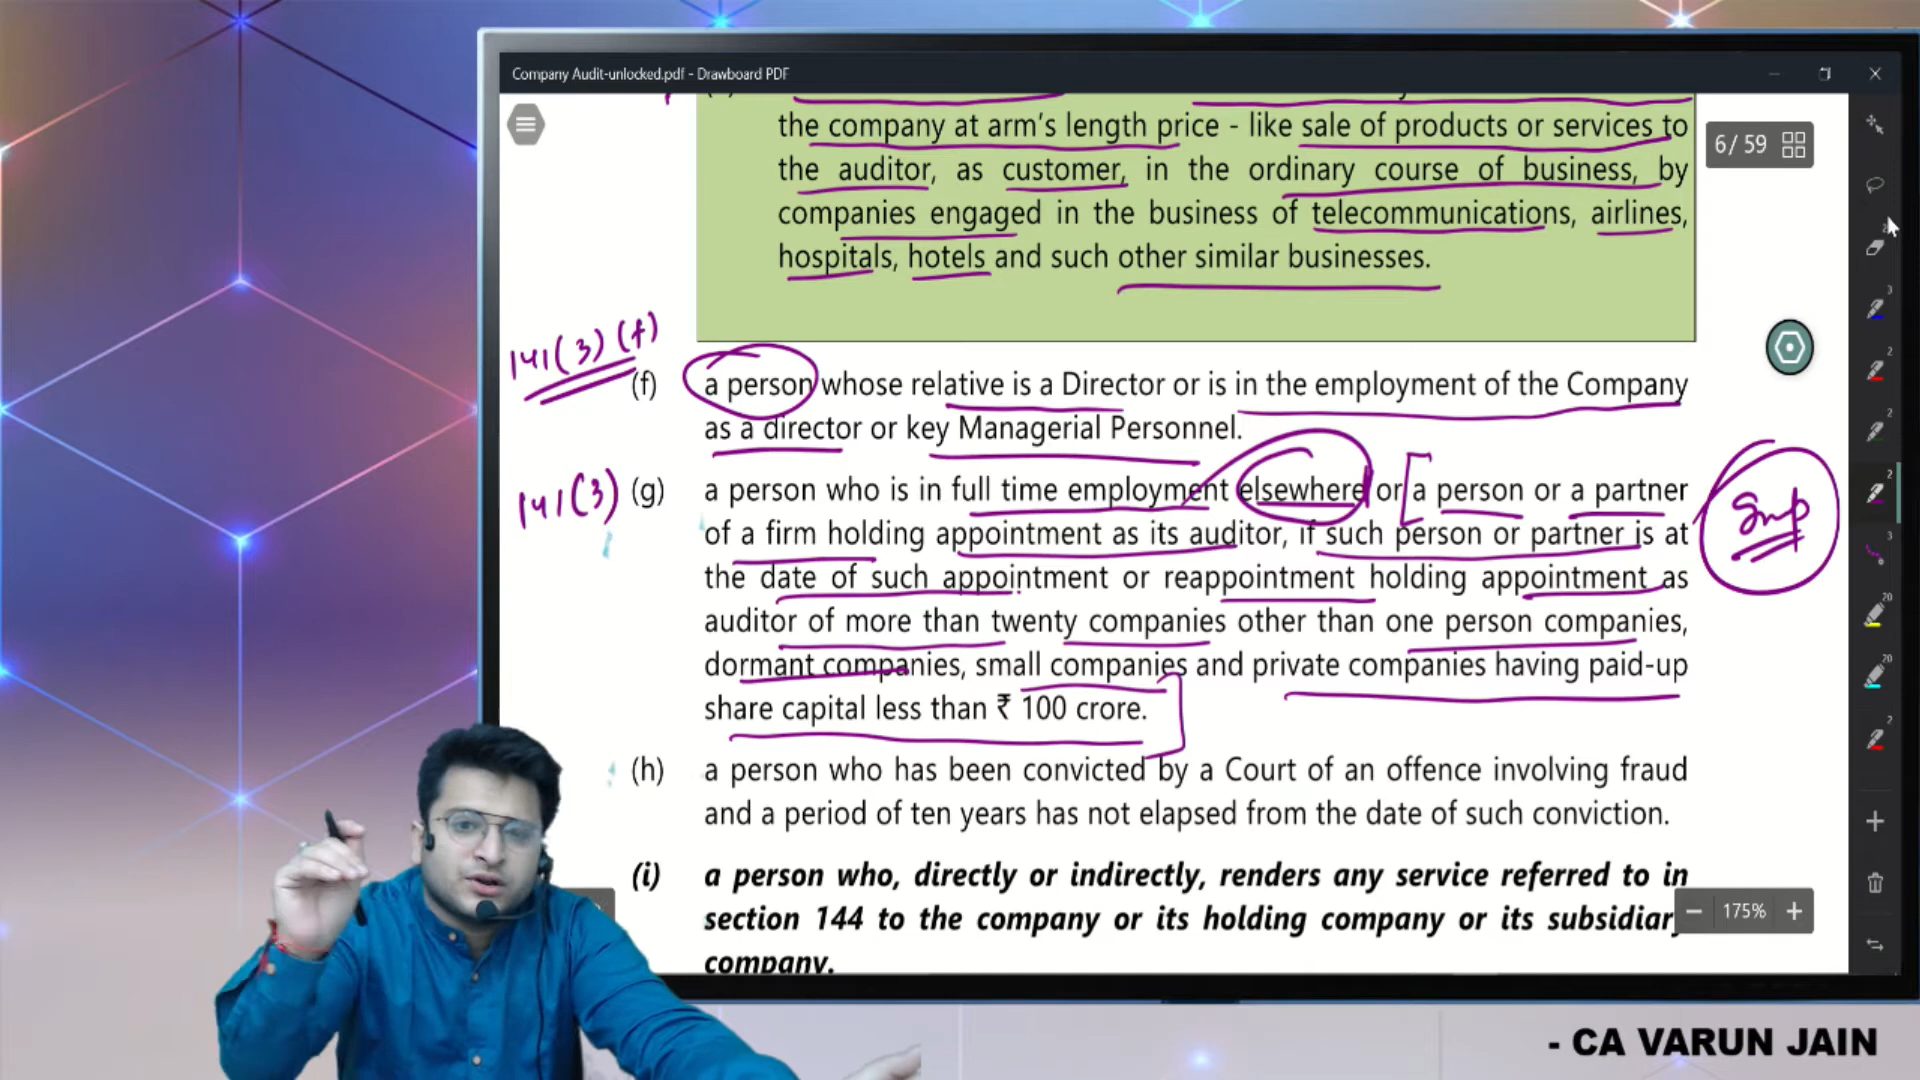 Company Audit-unlocked.pdf - Drawboard PDF
the company at arm's length price - like sale of products or services to
6 / 59
the auditor, as customer, in the ordinary course of business, by
companies engaged in the business of telecommunications, airlines,
hospitals, hotels and such other similar businesses.
141(3)(f)
(f) a person whose relative is a Director or is in the employment of the Company
as a director or key Managerial Personnel.
141(3) (g) a person who is in full time employment elsewhere or a person or a partner
of a firm holding appointment as its auditor, if such person or partner is at
Imp
the date of such appointment or reappointment holding appointment as
auditor of more than twenty companies other than one person companies,
dormant companies, small companies and private companies having paid-up
share capital less than ₹ 100 crore.
(h) a person who has been convicted by a Court of an offence involving fraud
and a period of ten years has not elapsed from the date of such conviction.
(i) a person who, directly or indirectly, renders any service referred to in
section 144 to the company or its holding company or its subsidiary
175%
company.
3
2
2
2
3
20
20
2
- CA VARUN JAIN